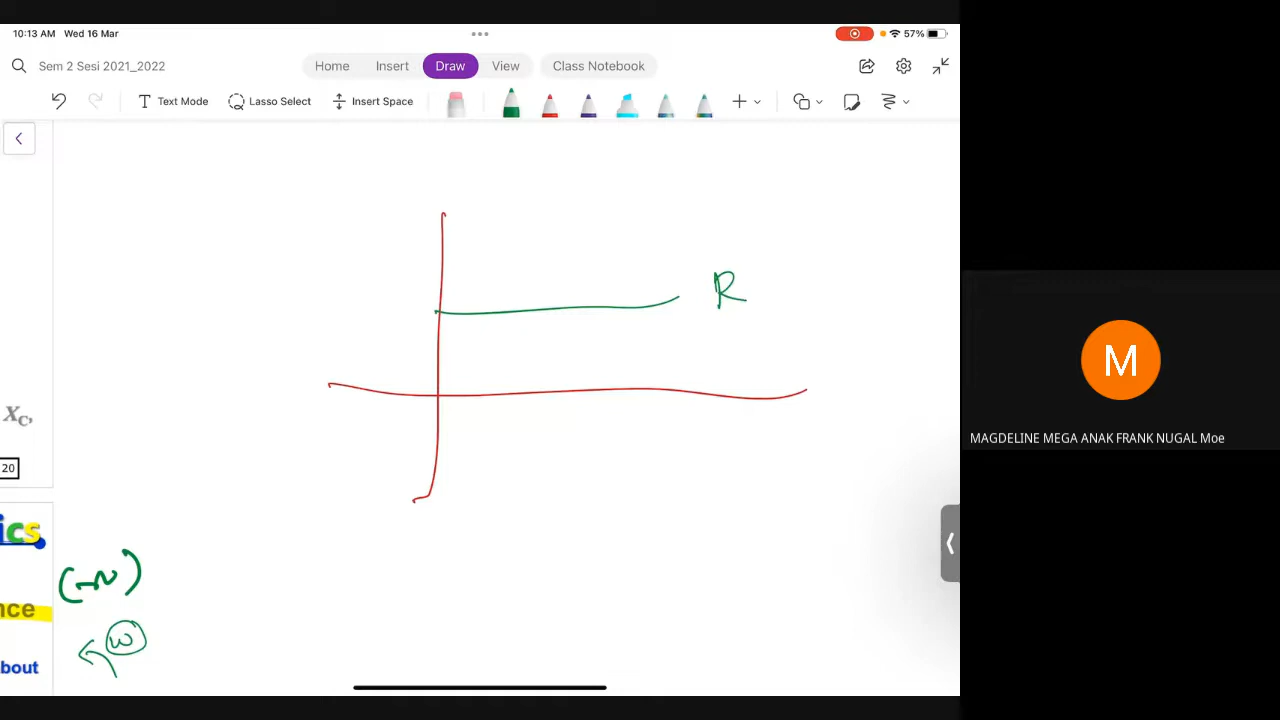 10:13 AM Wed 16 Mar
57%
Sem 2 Sesi 2021_2022
Home Insert Draw View Class Notebook
Text Mode Lasso Select Insert Space
R
M
X_C,
MAGDELINE MEGA ANAK FRANK NUGAL Moe
20
ics
nce
ω
bout